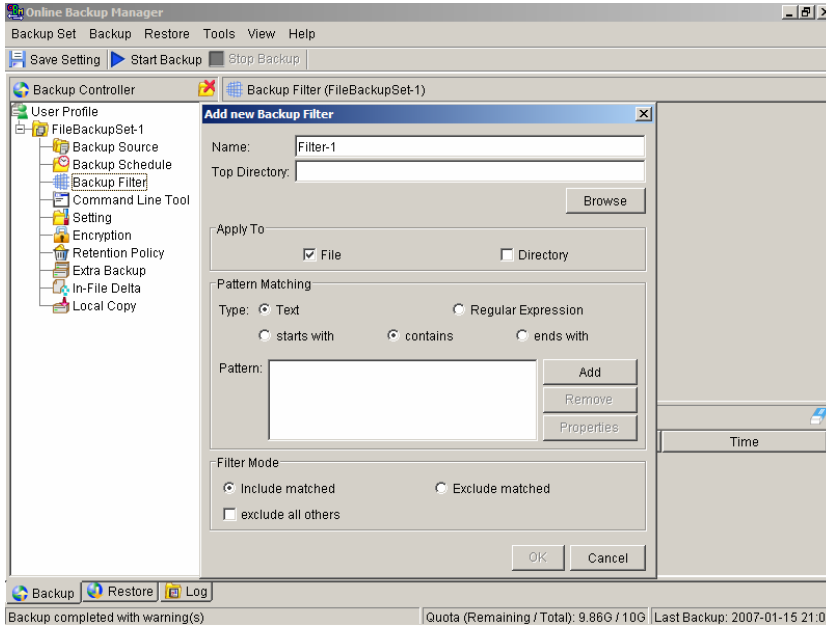 Online Backup Manager
Backup Set Backup Restore Tools View Help
Save Setting Start Backup Stop Backup
Backup Controller
Backup Filter (FileBackupSet-1)
User Profile
FileBackupSet-1
Backup Source
Backup Schedule
Backup Filter
Command Line Tool
Setting
Encryption
Retention Policy
Extra Backup
In-File Delta
Local Copy
Add new Backup Filter
Name: Filter-1
Top Directory:
Browse
Apply To
File Directory
Pattern Matching
Type: Text Regular Expression
starts with contains ends with
Pattern:
Add
Remove
Properties
Filter Mode
Include matched Exclude matched
exclude all others
OK Cancel
Time
Backup Restore Log
Backup completed with warning(s) Quota (Remaining / Total): 9.86G / 10G Last Backup: 2007-01-15 21:0